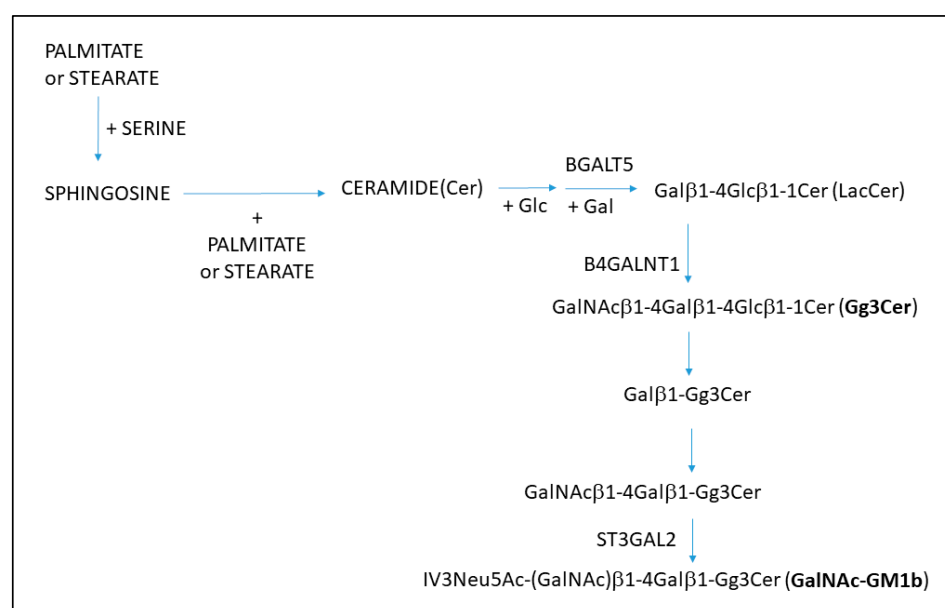 PALMITATE
or STEARATE
+ SERINE
SPHINGOSINE
+
PALMITATE
or STEARATE
CERAMIDE(Cer)
+ Glc
BGALT5
+ Gal
Galβ1-4Glcβ1-1Cer (LacCer)
B4GALNT1
GalNAcβ1-4Galβ1-4Glcβ1-1Cer (Gg3Cer)
Galβ1-Gg3Cer
GalNAcβ1-4Galβ1-Gg3Cer
ST3GAL2
IV3Neu5Ac-(GalNAc)β1-4Galβ1-Gg3Cer (GalNAc-GM1b)